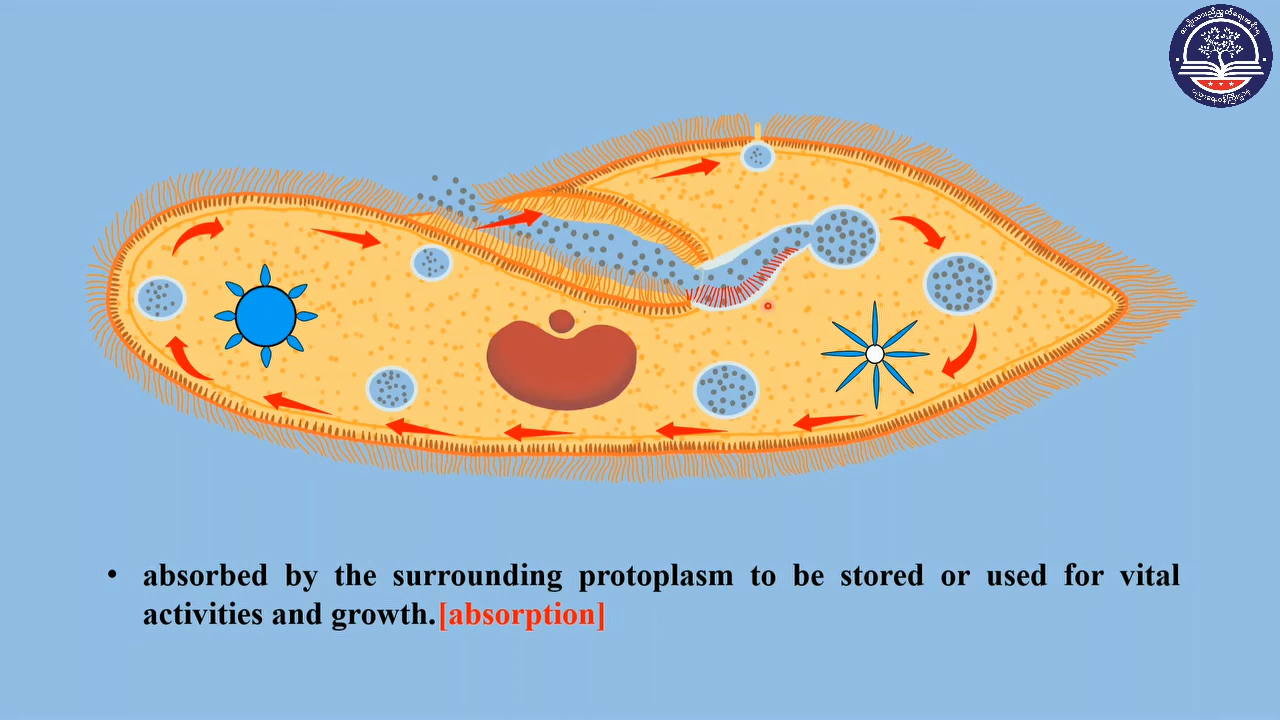 • absorbed by the surrounding protoplasm to be stored or used for vital
activities and growth.[absorption]